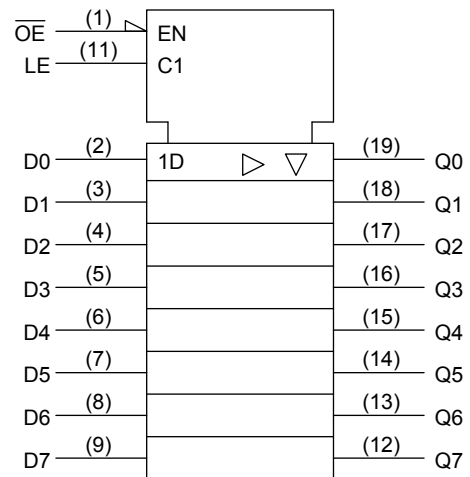 O̅E̅ (1) EN
LE (11) C1
D0 (2) 1D (19) Q0
D1 (3) (18) Q1
D2 (4) (17) Q2
D3 (5) (16) Q3
D4 (6) (15) Q4
D5 (7) (14) Q5
D6 (8) (13) Q6
D7 (9) (12) Q7